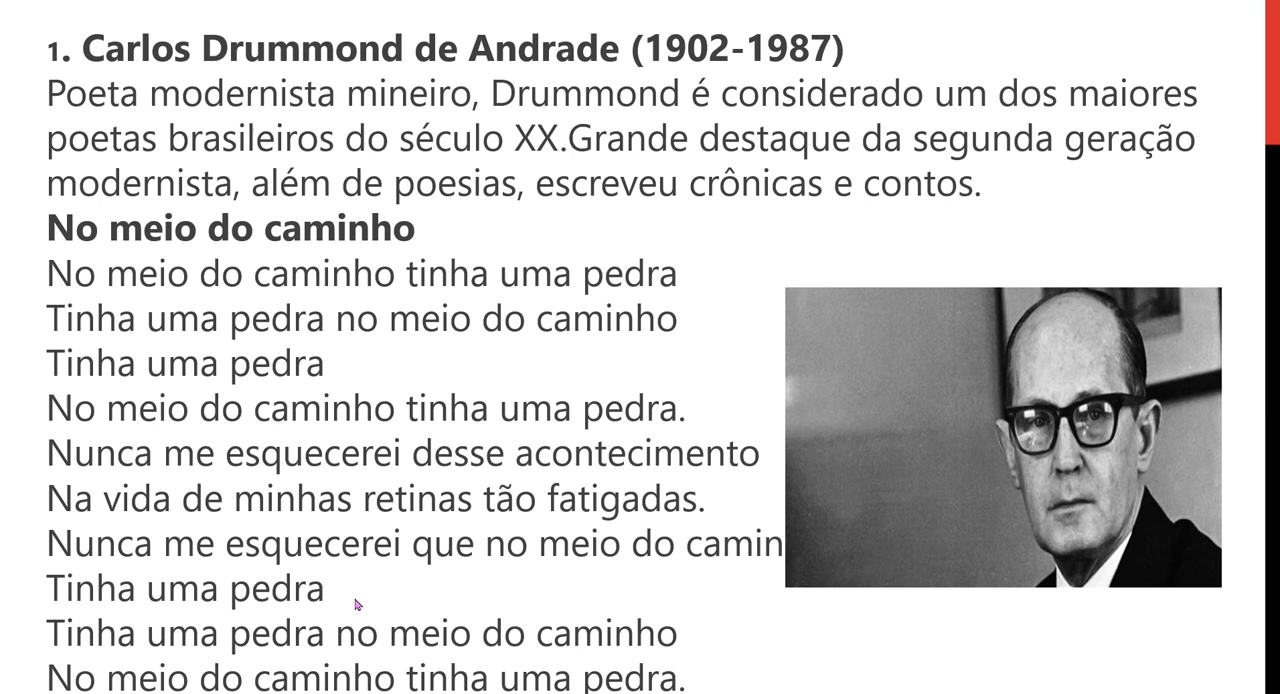 1. Carlos Drummond de Andrade (1902-1987)
Poeta modernista mineiro, Drummond é considerado um dos maiores
poetas brasileiros do século XX.Grande destaque da segunda geração
modernista, além de poesias, escreveu crônicas e contos.
No meio do caminho
No meio do caminho tinha uma pedra
Tinha uma pedra no meio do caminho
Tinha uma pedra
No meio do caminho tinha uma pedra.
Nunca me esquecerei desse acontecimento
Na vida de minhas retinas tão fatigadas.
Nunca me esquecerei que no meio do camin
Tinha uma pedra
Tinha uma pedra no meio do caminho
No meio do caminho tinha uma pedra.